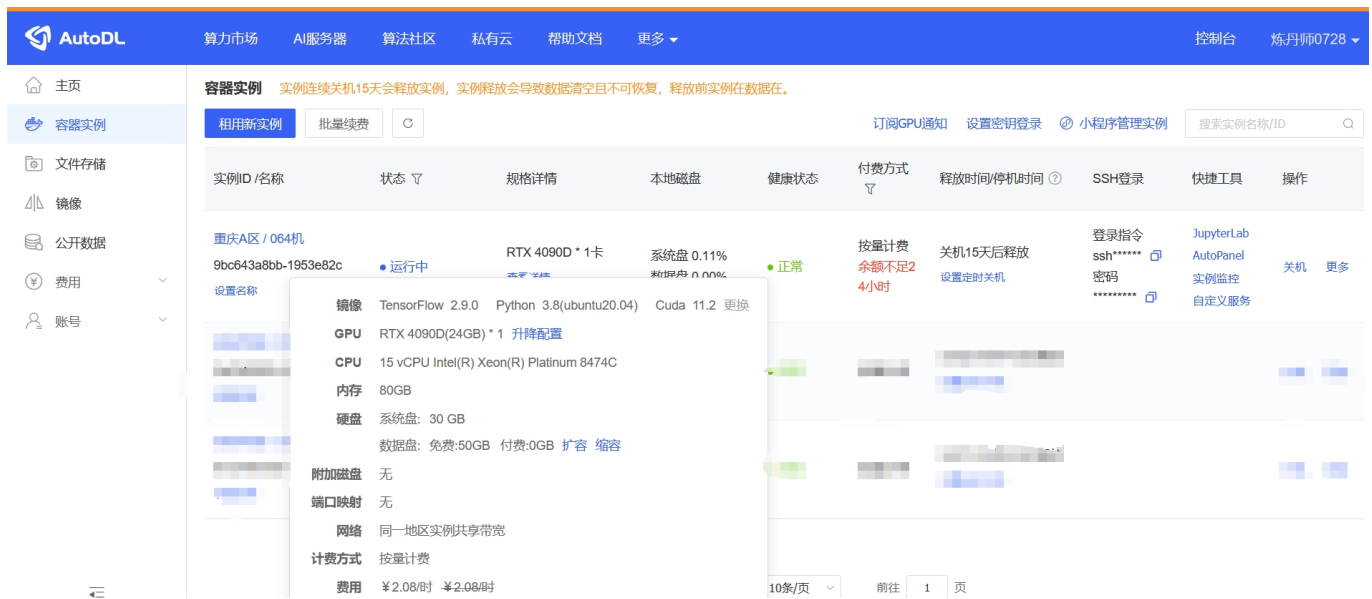 AutoDL 算力市场 AI服务器 算法社区 私有云 帮助文档 更多 控制台 炼丹师0728
主页
容器实例
文件存储
镜像
公开数据
费用
账号
容器实例 实例连续关机15天会释放实例，实例释放会导致数据清空且不可恢复，释放前实例在数据在。
租用新实例 批量续费 订阅GPU通知 设置密钥登录 小程序管理实例 搜索实例名称/ID
实例ID /名称 状态 规格详情 本地磁盘 健康状态 付费方式 释放时间/停机时间 SSH登录 快捷工具 操作
重庆A区 / 064机
9bc643a8bb-1953e82c
设置名称
运行中
RTX 4090D * 1卡
查看详情
系统盘 0.11%
数据盘 0.00%
正常
按量计费
余额不足2
4小时
关机15天后释放
设置定时关机
登录指令
ssh******
密码
*********
JupyterLab
AutoPanel
实例监控
自定义服务
关机 更多
镜像 TensorFlow 2.9.0 Python 3.8(ubuntu20.04) Cuda 11.2 更换
GPU RTX 4090D(24GB) * 1 升降配置
CPU 15 vCPU Intel(R) Xeon(R) Platinum 8474C
内存 80GB
硬盘 系统盘: 30 GB
数据盘: 免费:50GB 付费:0GB 扩容 缩容
附加磁盘 无
端口映射 无
网络 同一地区实例共享带宽
计费方式 按量计费
费用 ¥2.08/时 ¥2.08/时
10条/页 前往 1 页